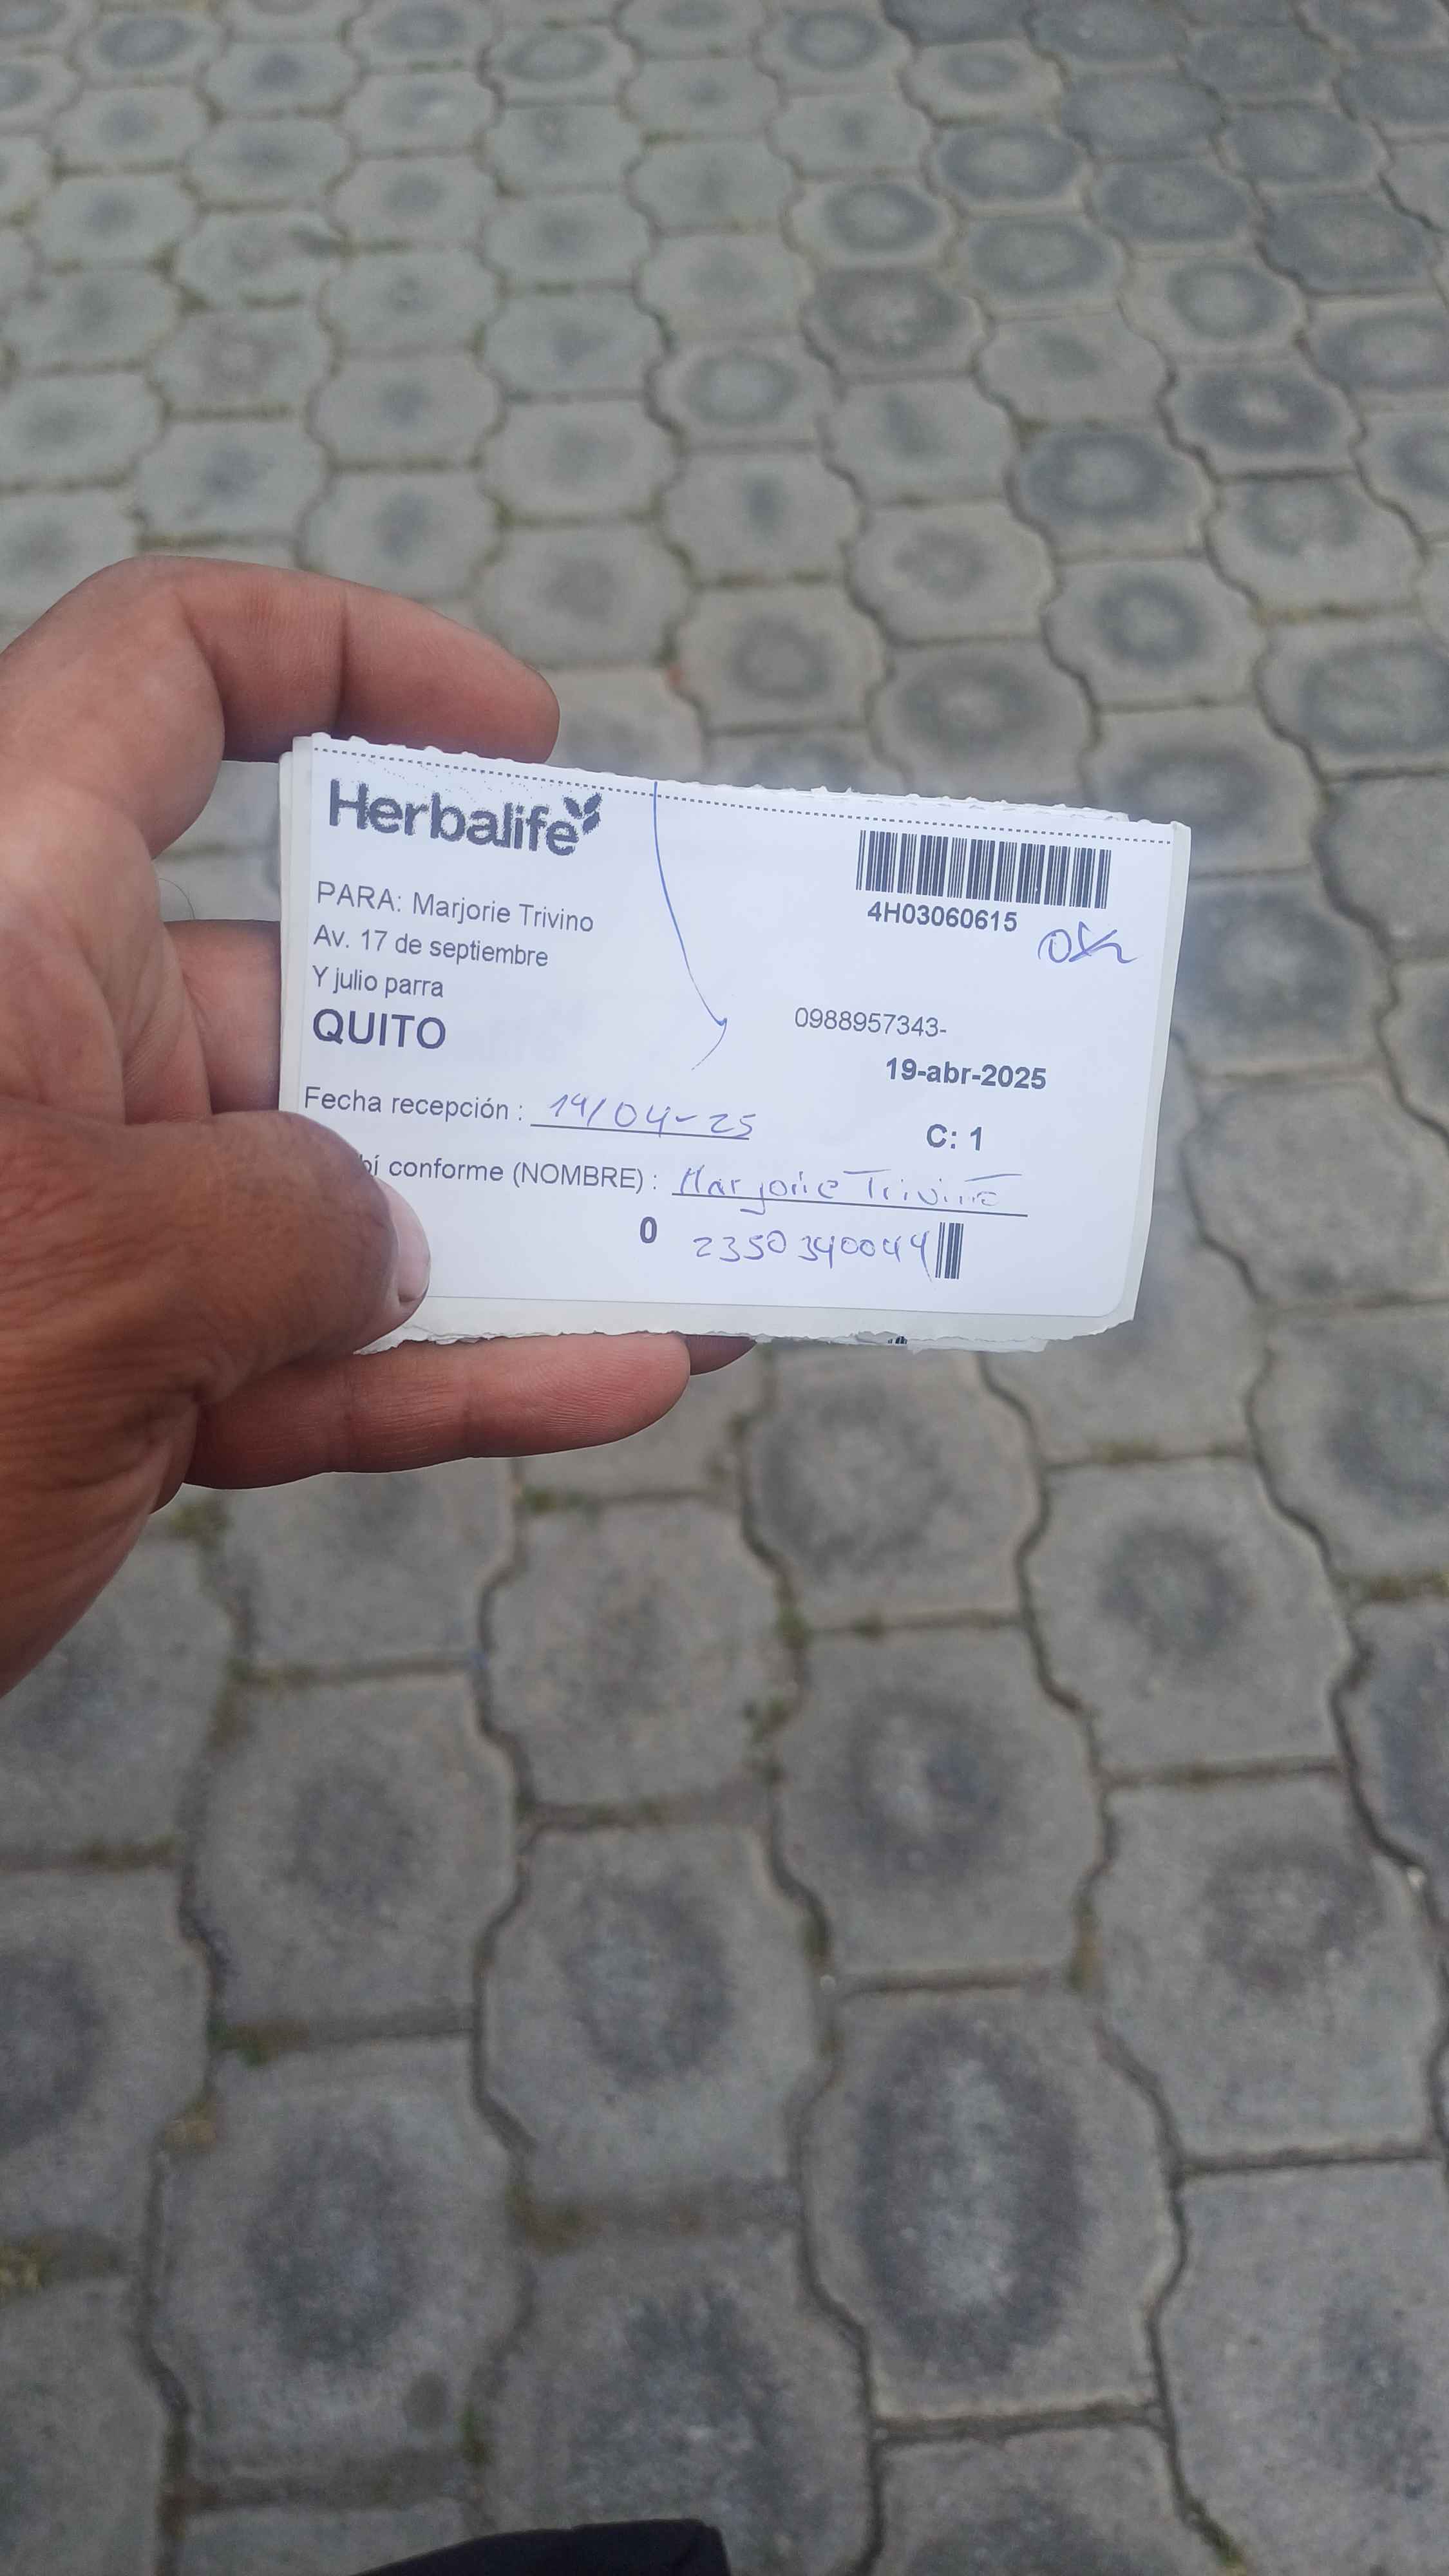 Herbalife
4H03060615
PARA: Marjorie Trivino
Av. 17 de septiembre
Y julio parra
QUITO
0988957343-
19-abr-2025
Fecha recepción : 19/04-25
C: 1
bí conforme (NOMBRE) : Marjorie Triviño
0 2350340044